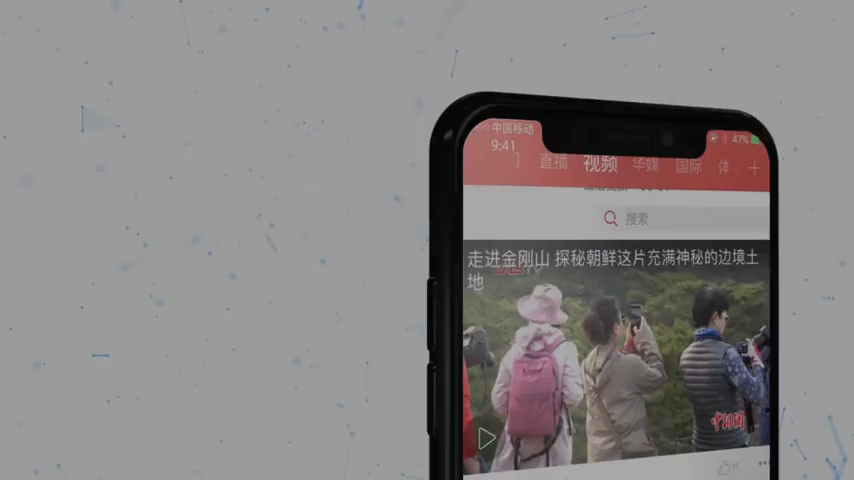 中国移动
47%
9:41
直播 视频 华媒 国际 体 +
搜索
走进金刚山 探秘朝鲜这片充满神秘的边境土
地
中新网